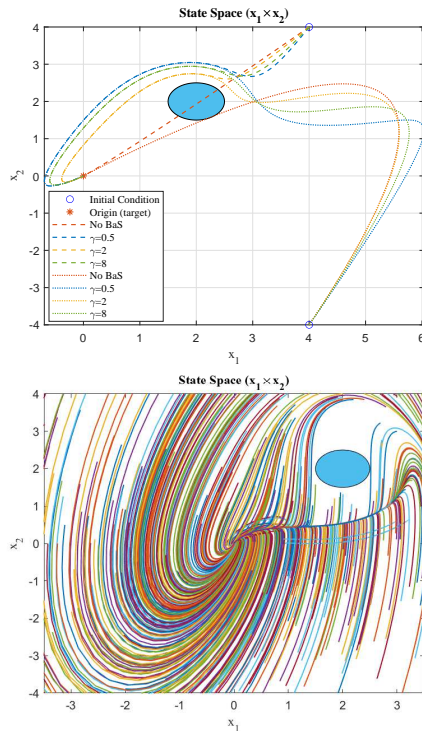 State Space (x1×x2)
4
3
2
1
0
-1
-2
-3
-4
x2
Initial Condition
Origin (target)
No BaS
γ=0.5
γ=2
γ=8
No BaS
γ=0.5
γ=2
γ=8
0 1 2 3 4 5 6
x1
State Space (x1×x2)
4
3
2
1
0
-1
-2
-3
-4
x2
-3 -2 -1 0 1 2 3
x1